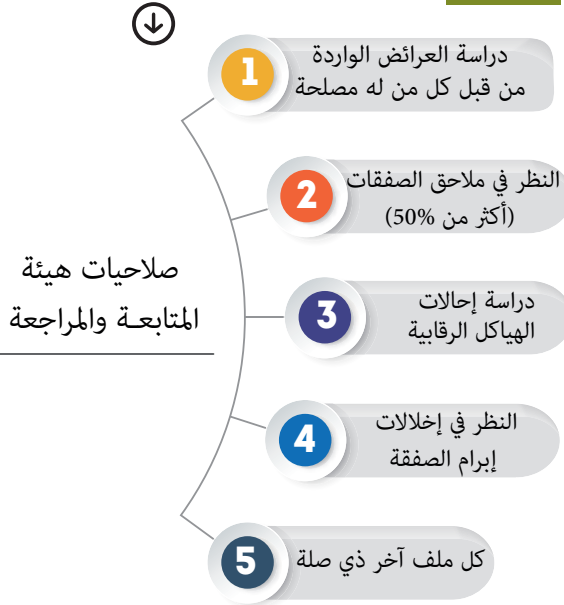 1
دراسة العرائض الواردة
من قبل كل من له مصلحة
2
النظر في ملاحق الصفقات
(أكثر من 50%)
صلاحيات هيئة
المتابعـة والمراجعة
3
دراسة إحالات
الهياكل الرقابية
4
النظر في إخلالات
إبرام الصفقة
5
كل ملف آخر ذي صلة